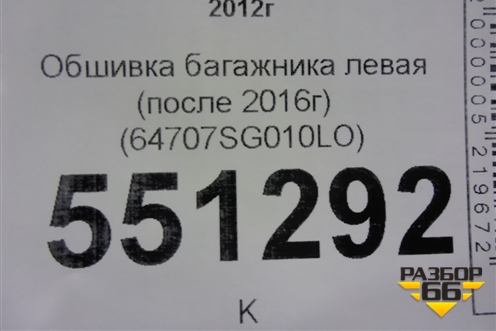 2012г
Обшивка багажника левая
(после 2016г)
(64707SG010LO)
551292
К
РАЗБОР
66